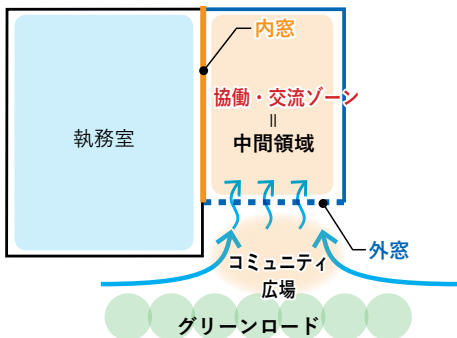 内窓
協働・交流ゾーン
＝
中間領域
執務室
外窓
コミュニティ
広場
グリーンロード